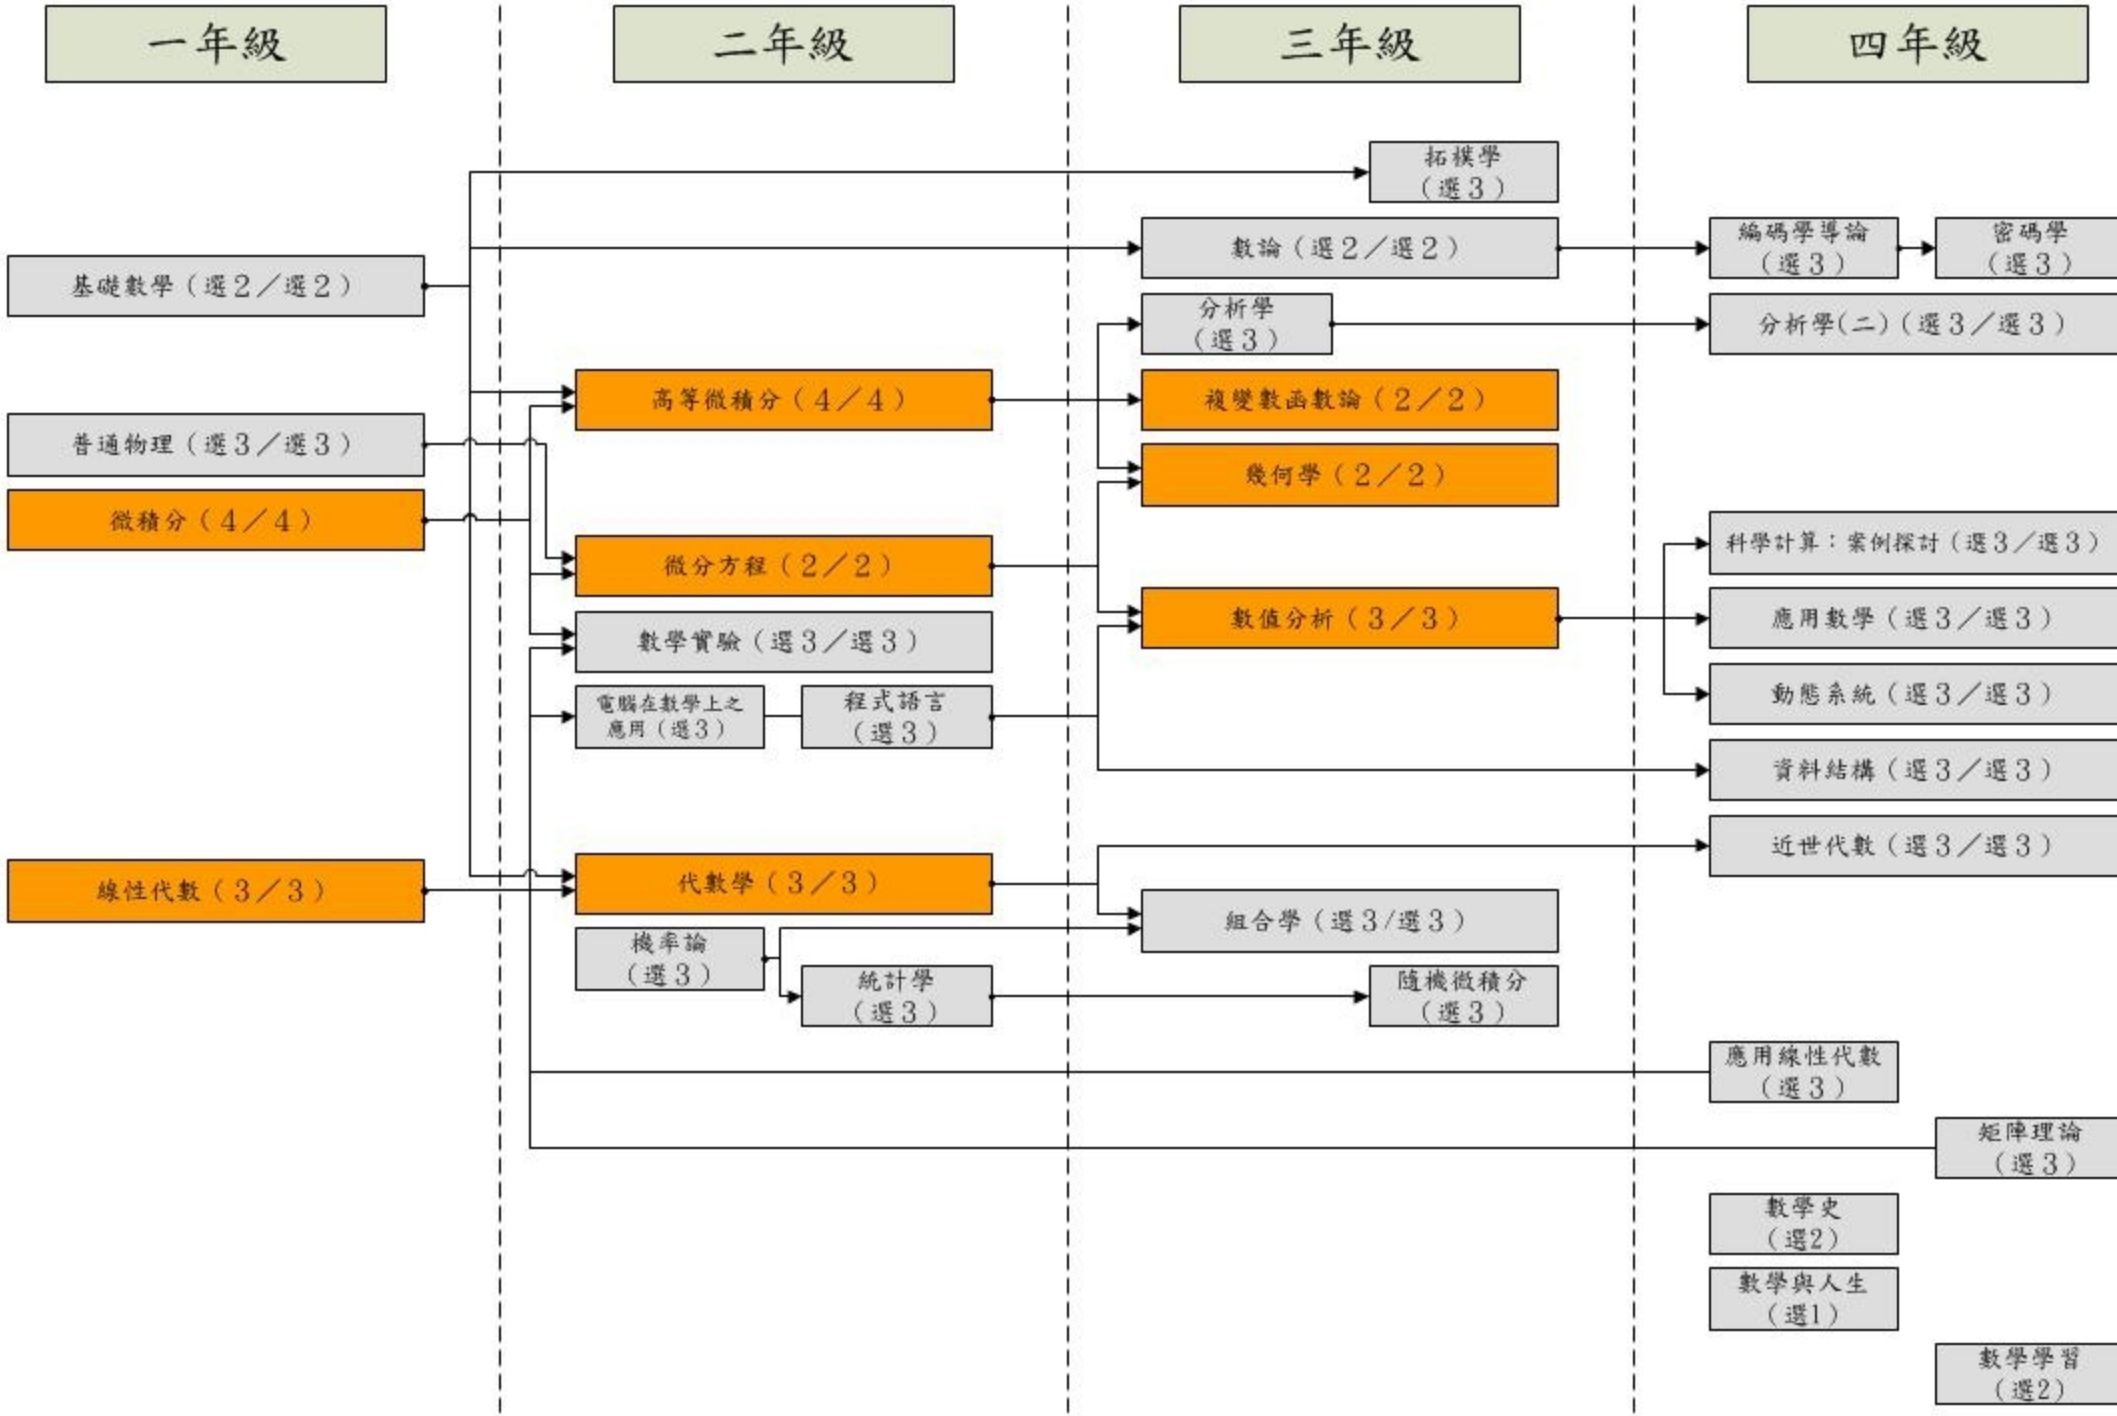 一年級
二年級
三年級
四年級
拓樸學
（選３）
數論（選２／選２）
編碼學導論
（選３）
密碼學
（選３）
基礎數學（選２／選２）
分析學
（選３）
分析學(二)（選３／選３）
高等微積分（４／４）
複變數函數論（２／２）
普通物理（選３／選３）
幾何學（２／２）
微積分（４／４）
科學計算：案例探討（選３／選３）
微分方程（２／２）
數值分析（３／３）
應用數學（選３／選３）
數學實驗（選３／選３）
動態系統（選３／選３）
電腦在數學上之
應用（選３）
程式語言
（選３）
資料結構（選３／選３）
近世代數（選３／選３）
線性代數（３／３）
代數學（３／３）
組合學（選３/選３）
機率論
（選３）
統計學
（選３）
隨機微積分
（選３）
應用線性代數
（選３）
矩陣理論
（選３）
數學史
（選2）
數學與人生
（選1）
數學學習
（選2）